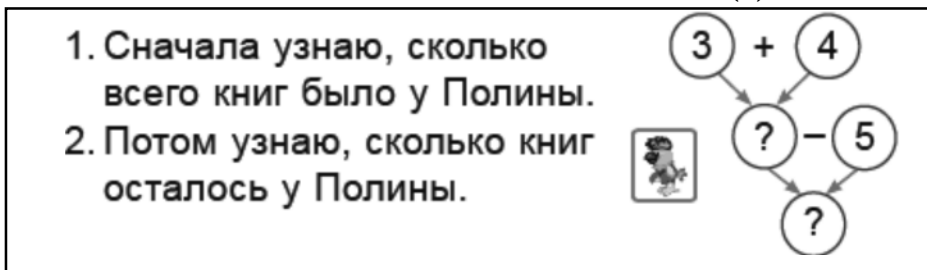 1. Сначала узнаю, сколько
всего книг было у Полины.
2. Потом узнаю, сколько книг
осталось у Полины.
3 + 4
? – 5
?